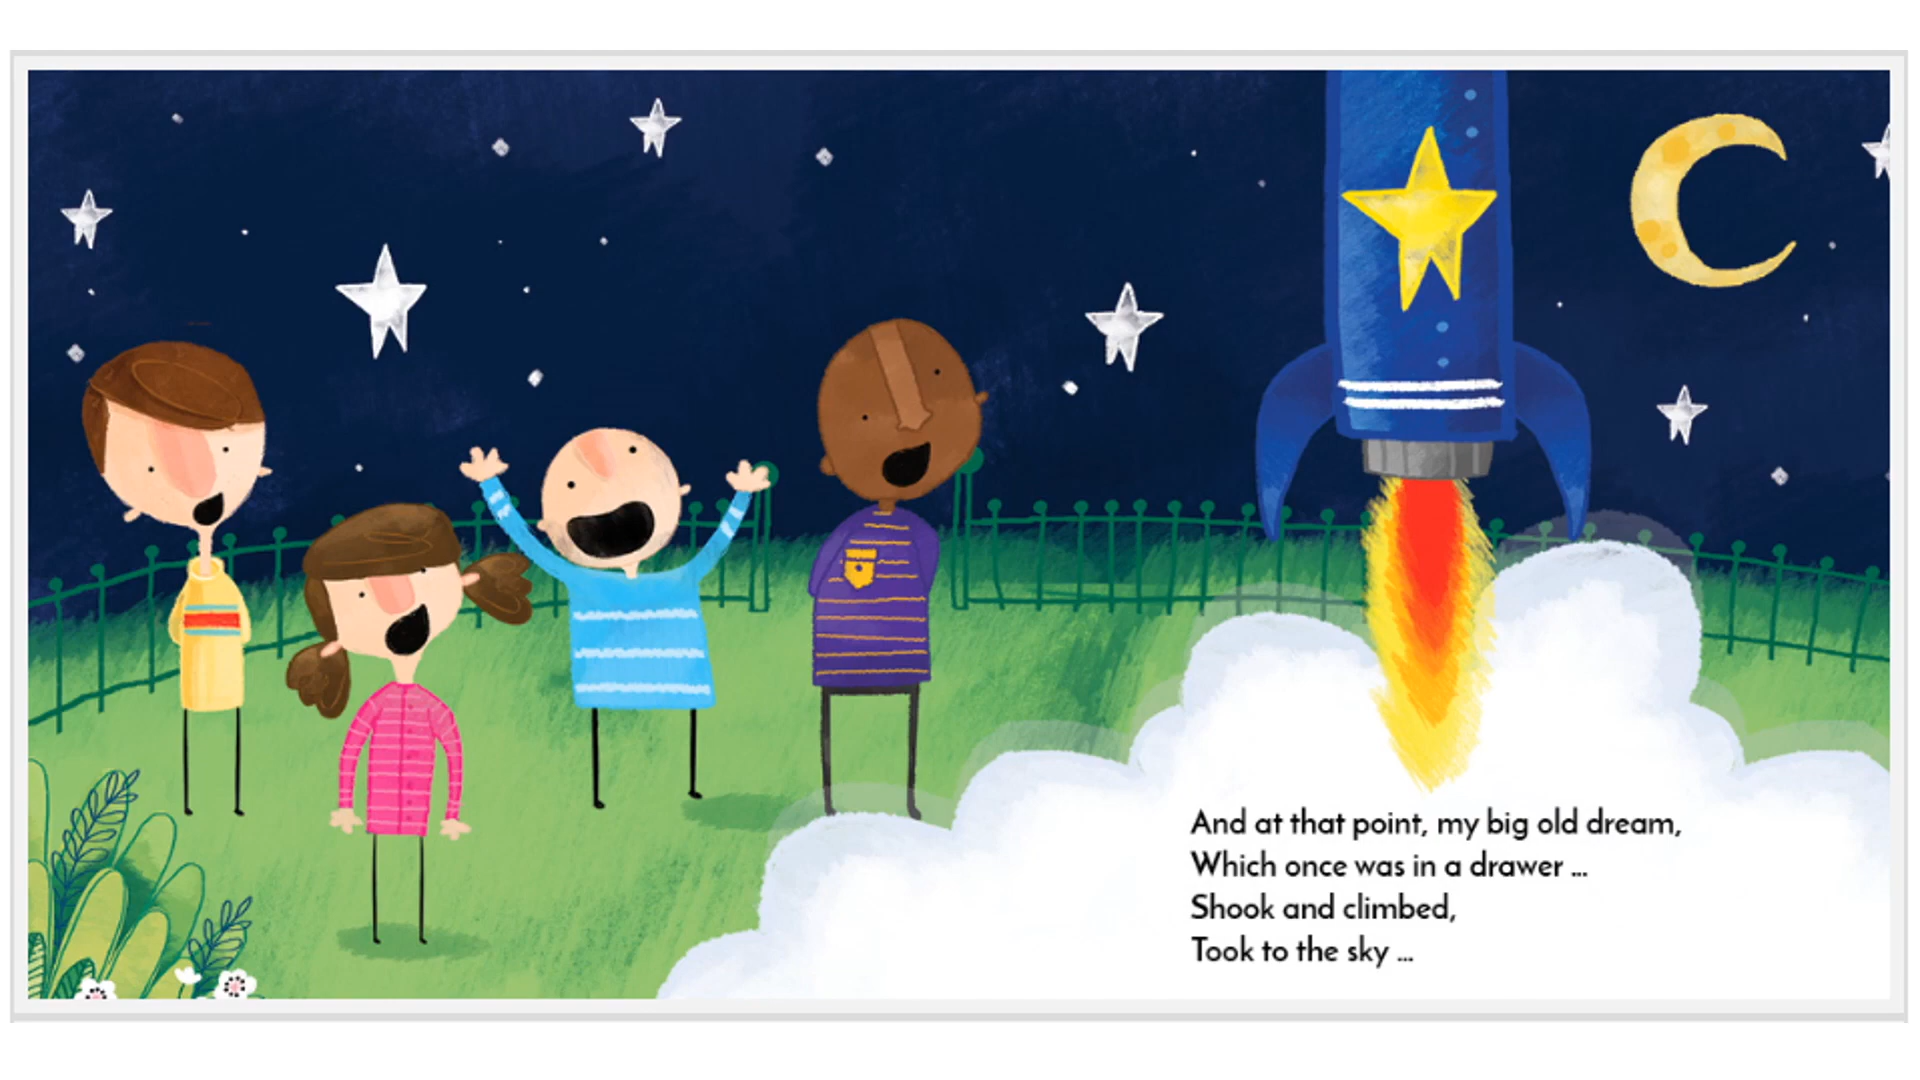 And at that point, my big old dream,
Which once was in a drawer ...
Shook and climbed,
Took to the sky ...